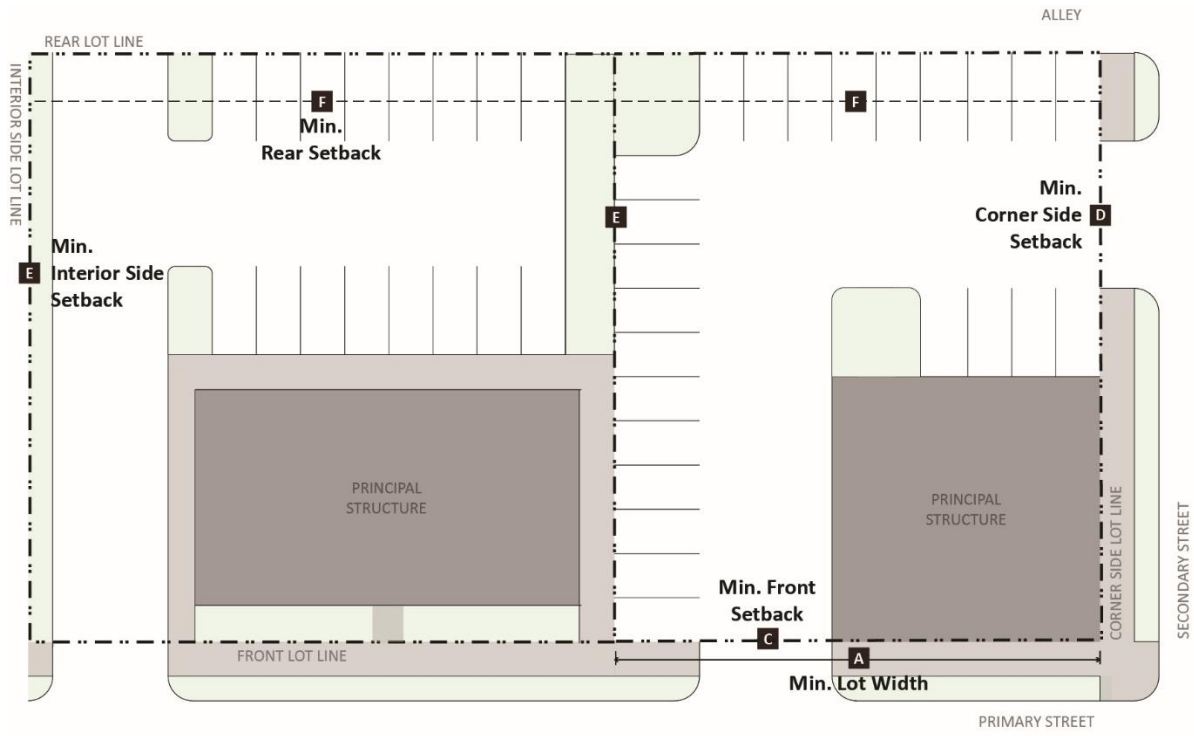 ALLEY
REAR LOT LINE
INTERIOR SIDE LOT LINE
F
F
Min.
Rear Setback
Min.
Corner Side
Setback
D
E
E
Min.
Interior Side
Setback
PRINCIPAL
STRUCTURE
PRINCIPAL
STRUCTURE
CORNER SIDE LOT LINE
SECONDARY STREET
Min. Front
Setback
C
FRONT LOT LINE
A
Min. Lot Width
PRIMARY STREET